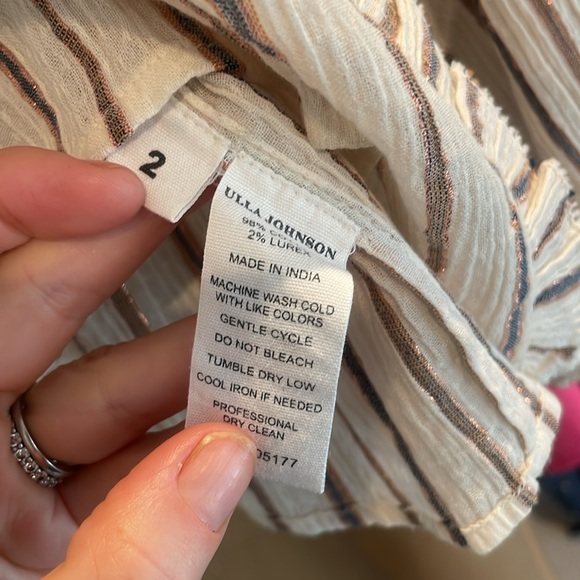 2
ULLA JOHNSON
98%
2% LUREX
MADE IN INDIA
MACHINE WASH COLD
WITH LIKE COLORS
GENTLE CYCLE
DO NOT BLEACH
TUMBLE DRY LOW
COOL IRON IF NEEDED
PROFESSIONAL
DRY CLEAN
05177